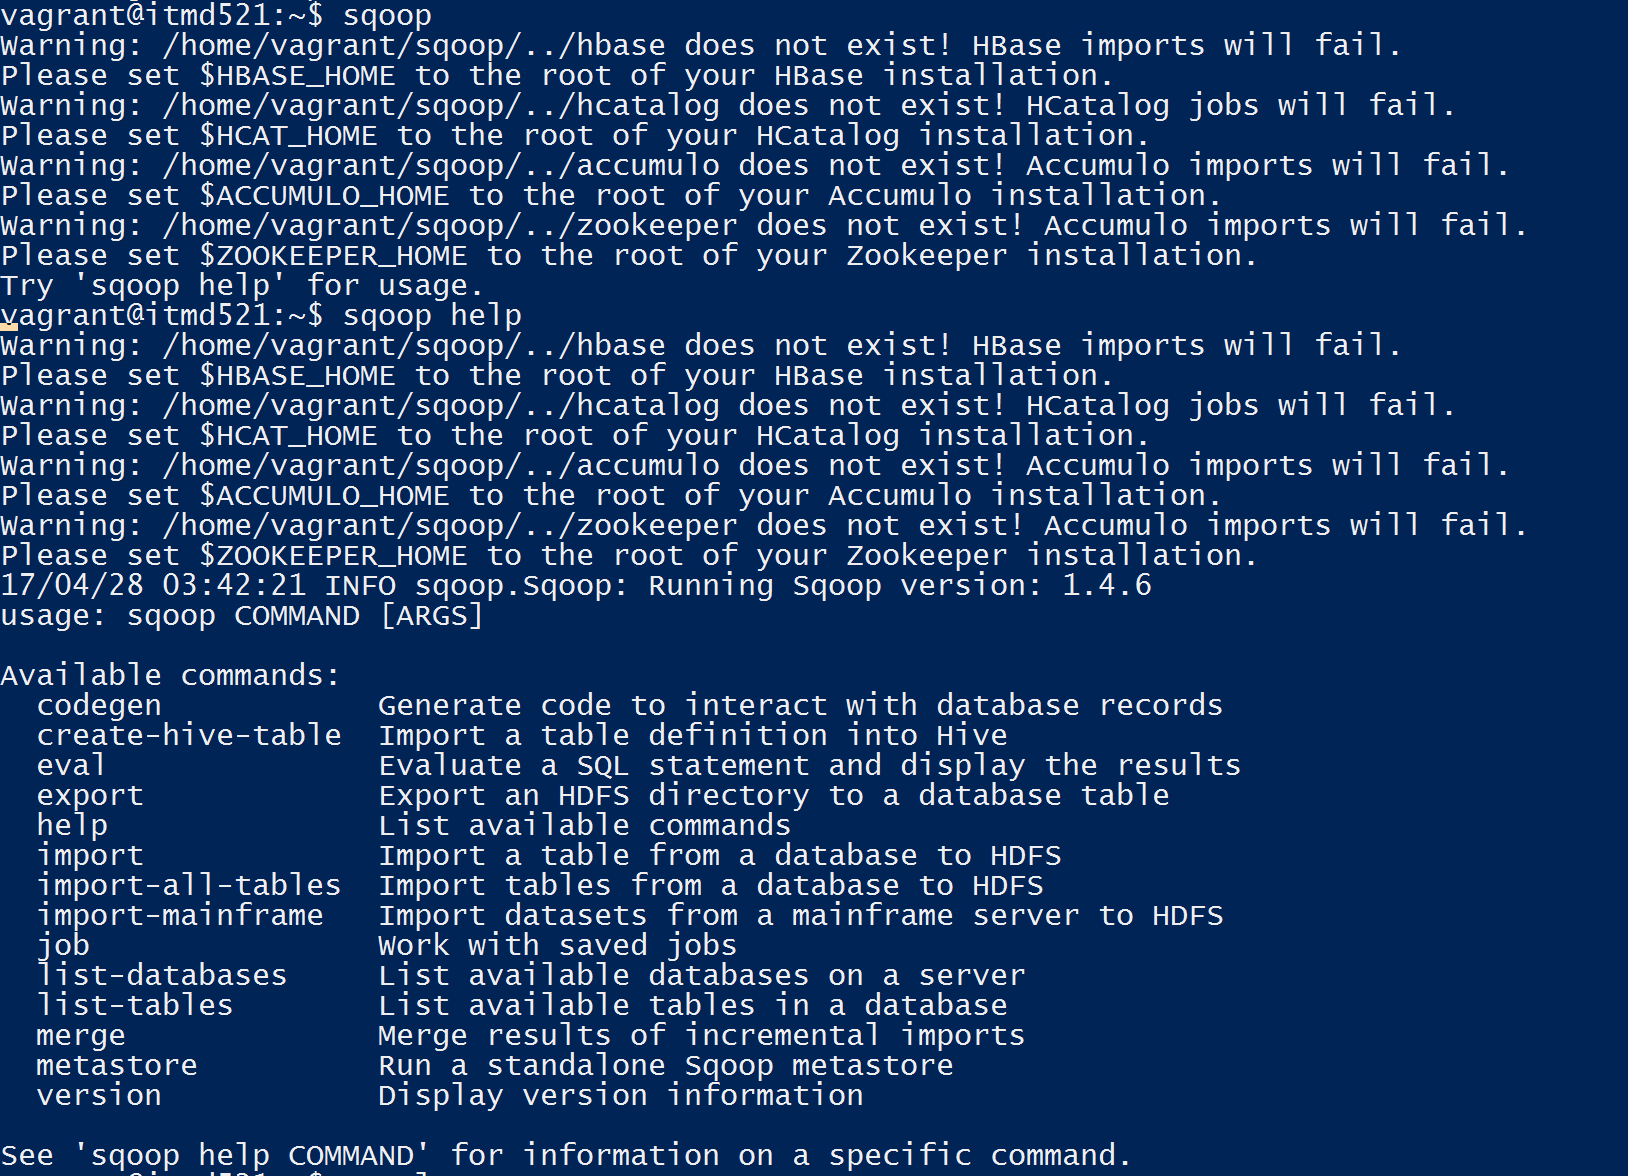 vagrant@itmd521:~$ sqoop
Warning: /home/vagrant/sqoop/../hbase does not exist! HBase imports will fail.
Please set $HBASE_HOME to the root of your HBase installation.
Warning: /home/vagrant/sqoop/../hcatalog does not exist! HCatalog jobs will fail.
Please set $HCAT_HOME to the root of your HCatalog installation.
Warning: /home/vagrant/sqoop/../accumulo does not exist! Accumulo imports will fail.
Please set $ACCUMULO_HOME to the root of your Accumulo installation.
Warning: /home/vagrant/sqoop/../zookeeper does not exist! Accumulo imports will fail.
Please set $ZOOKEEPER_HOME to the root of your Zookeeper installation.
Try 'sqoop help' for usage.
vagrant@itmd521:~$ sqoop help
Warning: /home/vagrant/sqoop/../hbase does not exist! HBase imports will fail.
Please set $HBASE_HOME to the root of your HBase installation.
Warning: /home/vagrant/sqoop/../hcatalog does not exist! HCatalog jobs will fail.
Please set $HCAT_HOME to the root of your HCatalog installation.
Warning: /home/vagrant/sqoop/../accumulo does not exist! Accumulo imports will fail.
Please set $ACCUMULO_HOME to the root of your Accumulo installation.
Warning: /home/vagrant/sqoop/../zookeeper does not exist! Accumulo imports will fail.
Please set $ZOOKEEPER_HOME to the root of your Zookeeper installation.
17/04/28 03:42:21 INFO sqoop.Sqoop: Running Sqoop version: 1.4.6
usage: sqoop COMMAND [ARGS]

Available commands:
  codegen            Generate code to interact with database records
  create-hive-table  Import a table definition into Hive
  eval               Evaluate a SQL statement and display the results
  export             Export an HDFS directory to a database table
  help               List available commands
  import             Import a table from a database to HDFS
  import-all-tables  Import tables from a database to HDFS
  import-mainframe   Import datasets from a mainframe server to HDFS
  job                Work with saved jobs
  list-databases     List available databases on a server
  list-tables        List available tables in a database
  merge              Merge results of incremental imports
  metastore          Run a standalone Sqoop metastore
  version            Display version information

See 'sqoop help COMMAND' for information on a specific command.